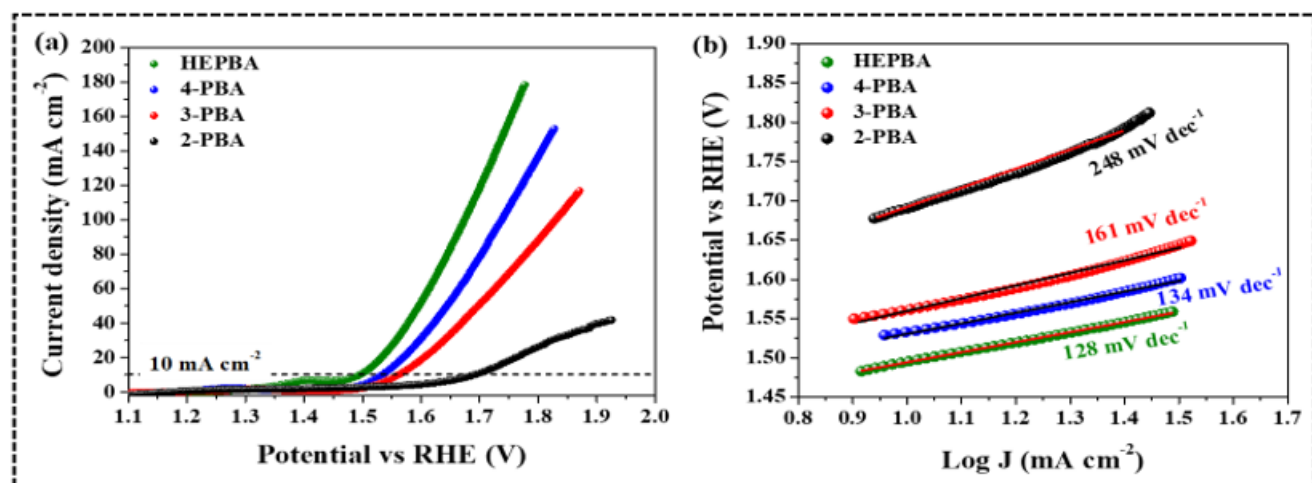 (a)
200
180
160
140
120
100
80
60
40
20
0
Current density (mA cm⁻²)
HEPBA
4-PBA
3-PBA
2-PBA
10 mA cm⁻²
1.1 1.2 1.3 1.4 1.5 1.6 1.7 1.8 1.9 2.0
Potential vs RHE (V)
(b)
1.90
1.85
1.80
1.75
1.70
1.65
1.60
1.55
1.50
1.45
Potential vs RHE (V)
HEPBA
4-PBA
3-PBA
2-PBA
248 mV dec⁻¹
161 mV dec⁻¹
134 mV dec⁻¹
128 mV dec⁻¹
0.8 0.9 1.0 1.1 1.2 1.3 1.4 1.5 1.6 1.7
Log J (mA cm⁻²)